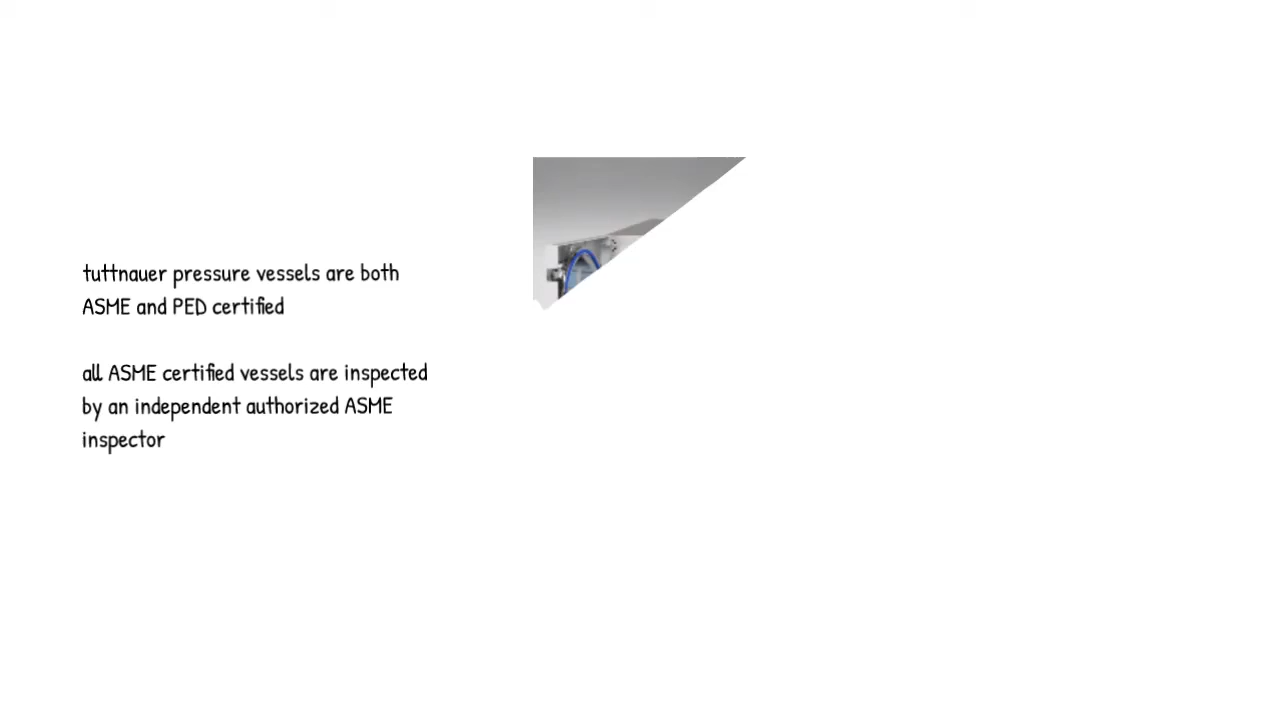 tuttnauer pressure vessels are both
ASME and PED certified
all ASME certified vessels are inspected
by an independent authorized ASME
inspector